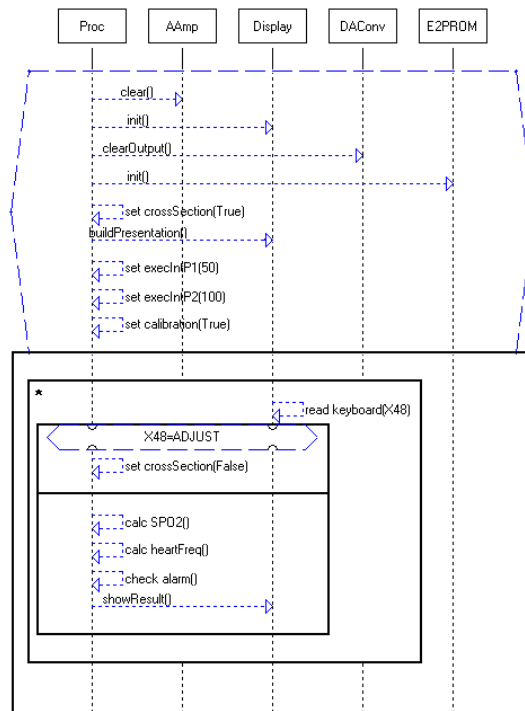 Proc AAmp Display DAConv E2PROM
clear()
init()
clearOutput()
init()
set crossSection(True)
buildPresentation()
set execIntP1(50)
set execIntP2(100)
set calibration(True)
*
read keyboard(X48)
X48=ADJUST
set crossSection(False)
calc SPO2()
calc heartFreq()
check alarm()
showResult()